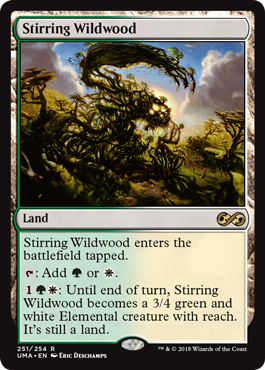 Stirring Wildwood
Land
Stirring Wildwood enters the
battlefield tapped.
: Add or .
1 : Until end of turn, Stirring
Wildwood becomes a 3/4 green and
white Elemental creature with reach.
It's still a land.
251/254 R
UMA • EN Eric Deschamps
™ & © 2018 Wizards of the Coast